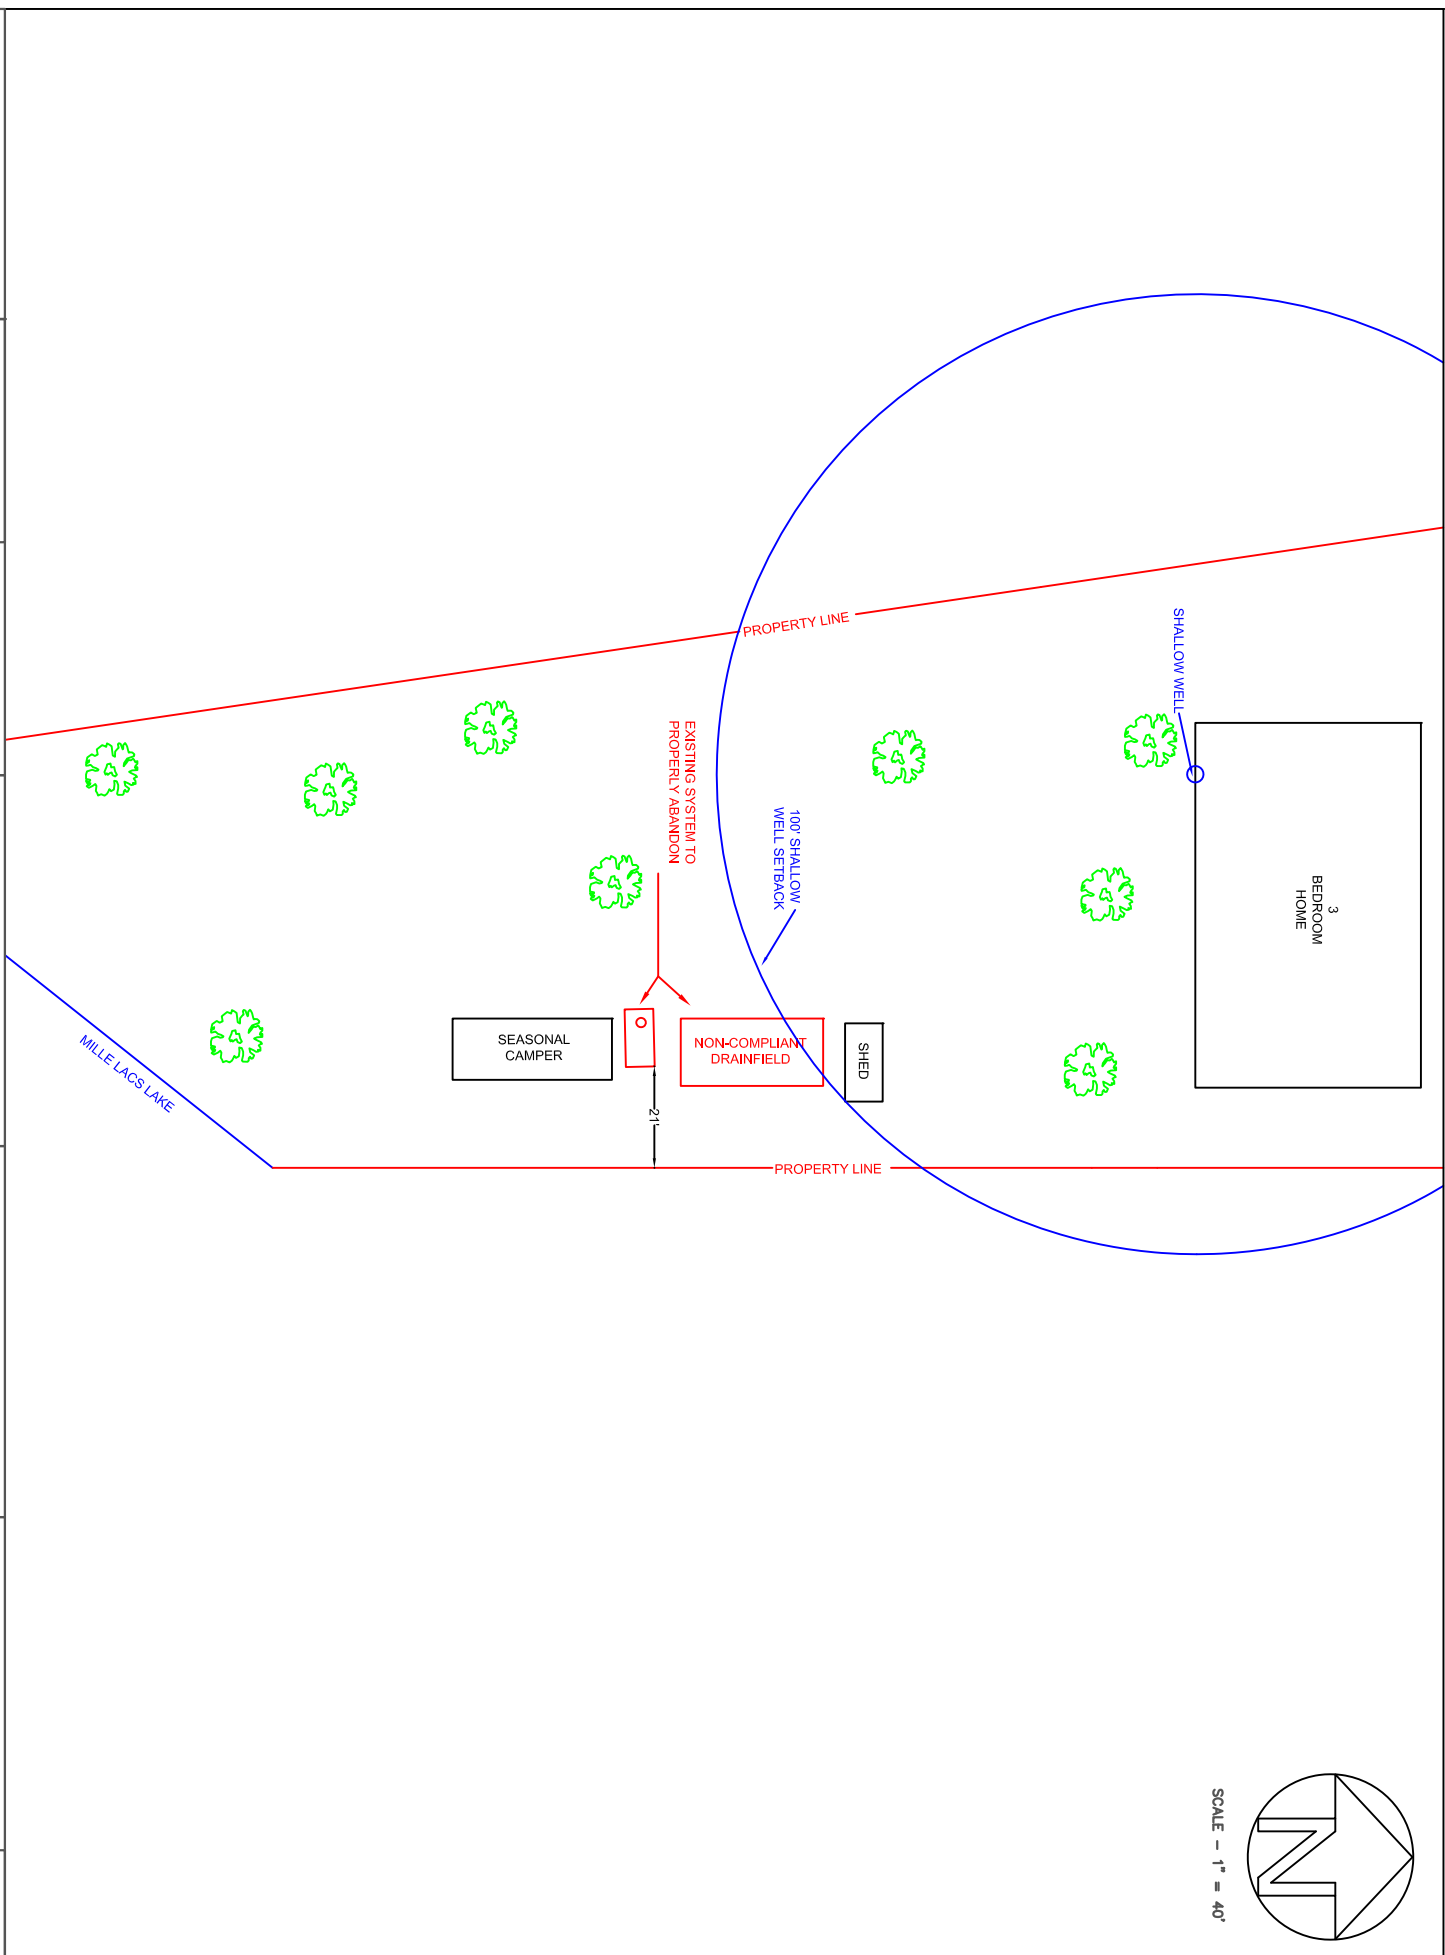 PROPERTY LINE
SHALLOW WELL
EXISTING SYSTEM TO
PROPERLY ABANDON
100' SHALLOW
WELL SETBACK
3
BEDROOM
HOME
SEASONAL
CAMPER
NON-COMPLIANT
DRAINFIELD
SHED
MILLE LACS LAKE
21'
PROPERTY LINE
N
SCALE - 1" = 40'